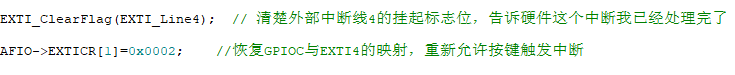 EXTI_ClearFlag(EXTI_Line4);  // 清楚外部中断线4的挂起标志位，告诉硬件这个中断我已经处理完了
AFIO->EXTICR[1]=0x0002;    //恢复GPIOC与EXTI4的映射，重新允许按键触发中断